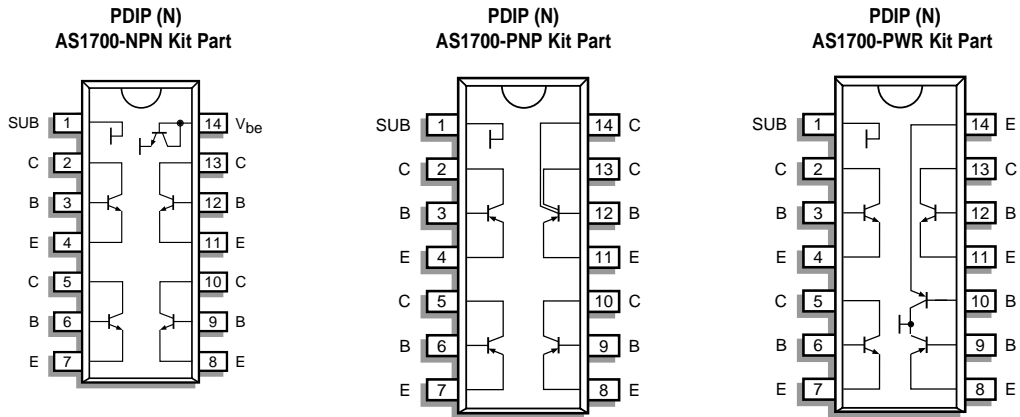 PDIP (N)
AS1700-NPN Kit Part
SUB 1 14 Vbe
C 2 13 C
B 3 12 B
E 4 11 E
C 5 10 C
B 6 9 B
E 7 8 E
PDIP (N)
AS1700-PNP Kit Part
SUB 1 14 C
C 2 13 C
B 3 12 B
E 4 11 E
C 5 10 C
B 6 9 B
E 7 8 E
PDIP (N)
AS1700-PWR Kit Part
SUB 1 14 E
C 2 13 C
B 3 12 B
E 4 11 E
C 5 10 B
B 6 9 B
E 7 8 E